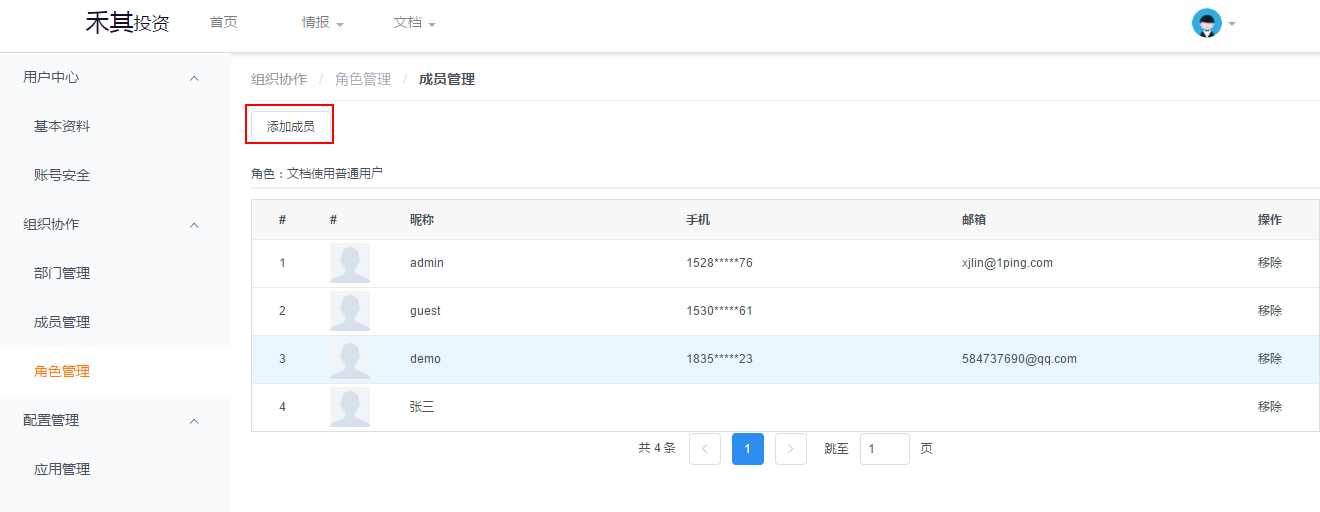 禾其投资 首页 情报 文档
用户中心
基本资料
账号安全
组织协作
部门管理
成员管理
角色管理
配置管理
应用管理
组织协作 / 角色管理 / 成员管理
添加成员
角色：文档使用普通用户
# # 昵称 手机 邮箱 操作
1 admin 1528*****76 xjlin@1ping.com 移除
2 guest 1530*****61 移除
3 demo 1835*****23 584737690@qq.com 移除
4 张三 移除
共 4 条 1 跳至 1 页